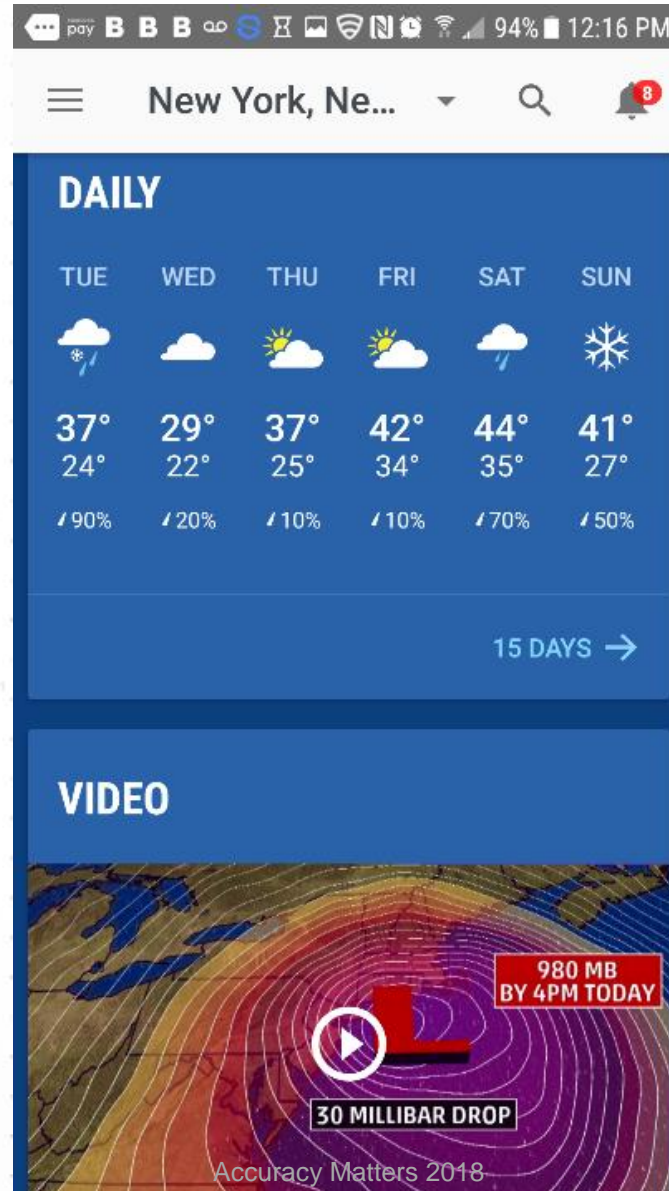 pay B B B 94% 12:16 PM
New York, Ne... 8
DAILY
TUE WED THU FRI SAT SUN
37° 29° 37° 42° 44° 41°
24° 22° 25° 34° 35° 27°
90% 20% 10% 10% 70% 50%
15 DAYS →
VIDEO
980 MB
BY 4PM TODAY
L
30 MILLIBAR DROP
Accuracy Matters 2018